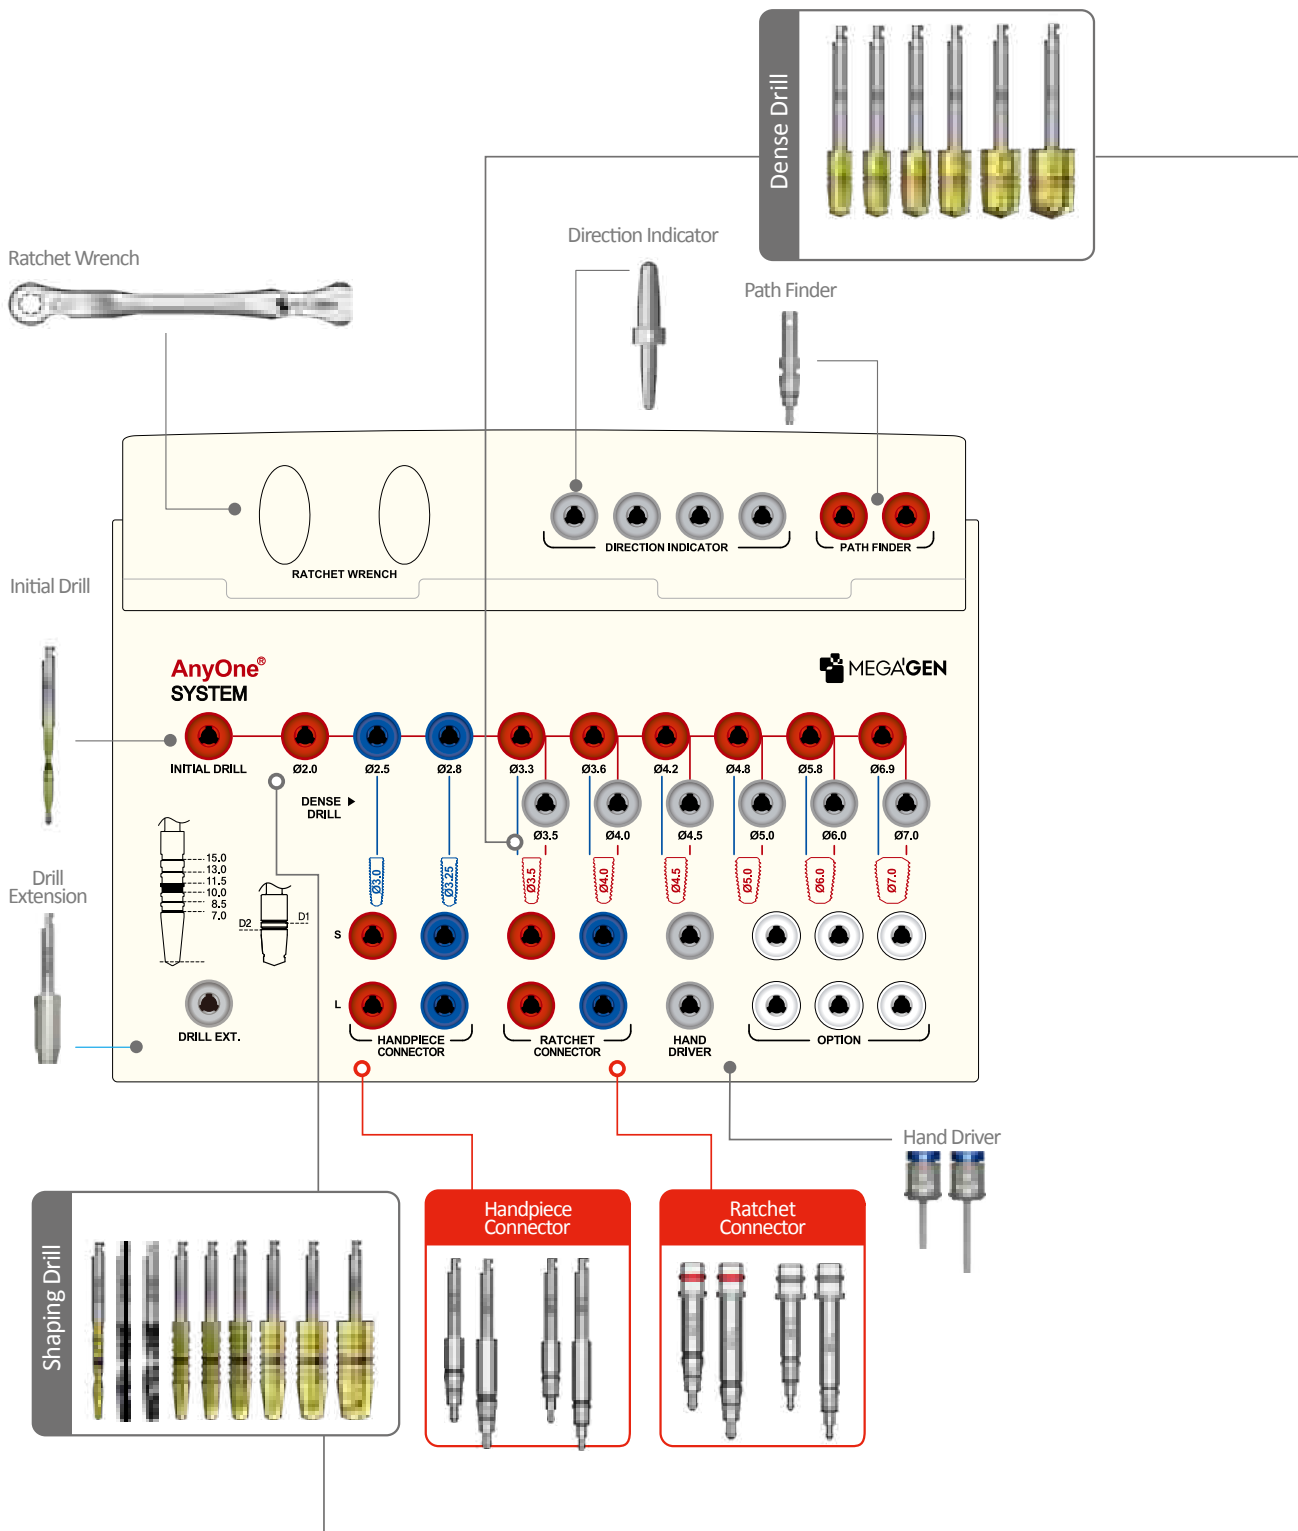 Dense Drill
Direction Indicator
Ratchet Wrench
Path Finder
DIRECTION INDICATOR
PATH FINDER
RATCHET WRENCH
Initial Drill
AnyOne®
SYSTEM
MEGA'GEN
INITIAL DRILL
Ø2.0
Ø2.5
Ø2.8
Ø3.3
Ø3.6
Ø4.2
Ø4.8
Ø5.8
Ø6.9
DENSE
DRILL
Ø3.5
Ø4.0
Ø4.5
Ø5.0
Ø6.0
Ø7.0
15.0
13.0
11.5
10.0
8.5
7.0
Ø3.0
Ø3.25
Ø3.5
Ø4.0
Ø4.5
Ø5.0
Ø6.0
Ø7.0
Drill
Extension
D2
D1
S
L
DRILL EXT.
HANDPIECE
CONNECTOR
RATCHET
CONNECTOR
HAND
DRIVER
OPTION
Hand Driver
Shaping Drill
Handpiece
Connector
Ratchet
Connector